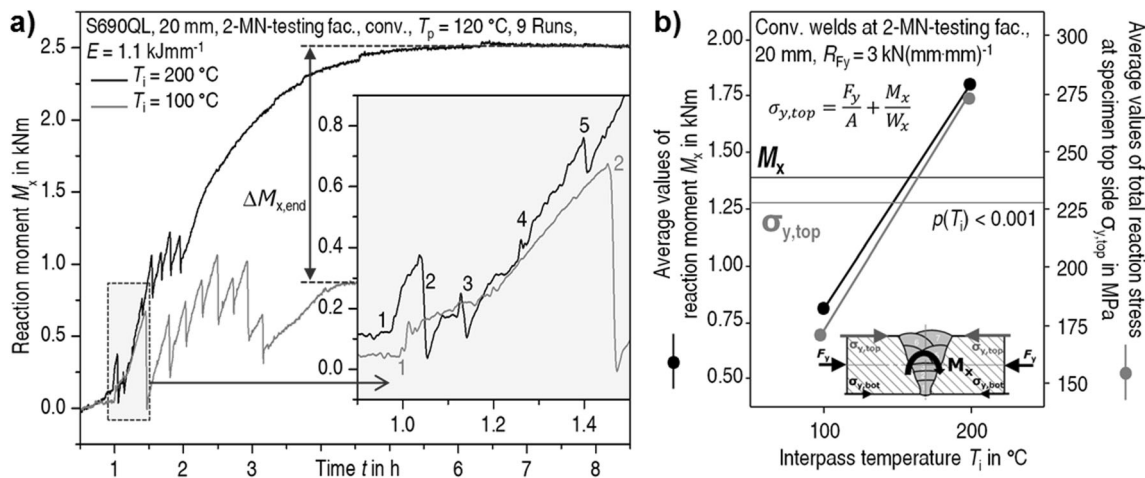 a)
S690QL, 20 mm, 2-MN-testing fac., conv., Tp = 120 °C, 9 Runs,
E = 1.1 kJmm-1
Ti = 200 °C
Ti = 100 °C
Reaction moment Mx in kNm
2.5
2.0
1.5
1.0
0.5
0.0
ΔMx,end
0.8
0.6
0.4
0.2
0.0
1
2
3
4
5
1
2
1.0
1.2
1.4
1
2
3
Time t in h
6
7
8
b)
Conv. welds at 2-MN-testing fac.,
20 mm, RFy = 3 kN(mm·mm)-1
σy,top = Fy/A + Mx/Wx
Average values of
reaction moment Mx in kNm
2.00
1.75
1.50
1.25
1.00
0.75
0.50
Mx
σy,top
p(Ti) < 0.001
σy,top
σy,top
Fy
Mx
Fy
σy,bot
σy,bot
100
200
Interpass temperature Ti in °C
300
275
250
225
200
175
150
Average values of total reaction stress
at specimen top side σy,top in MPa